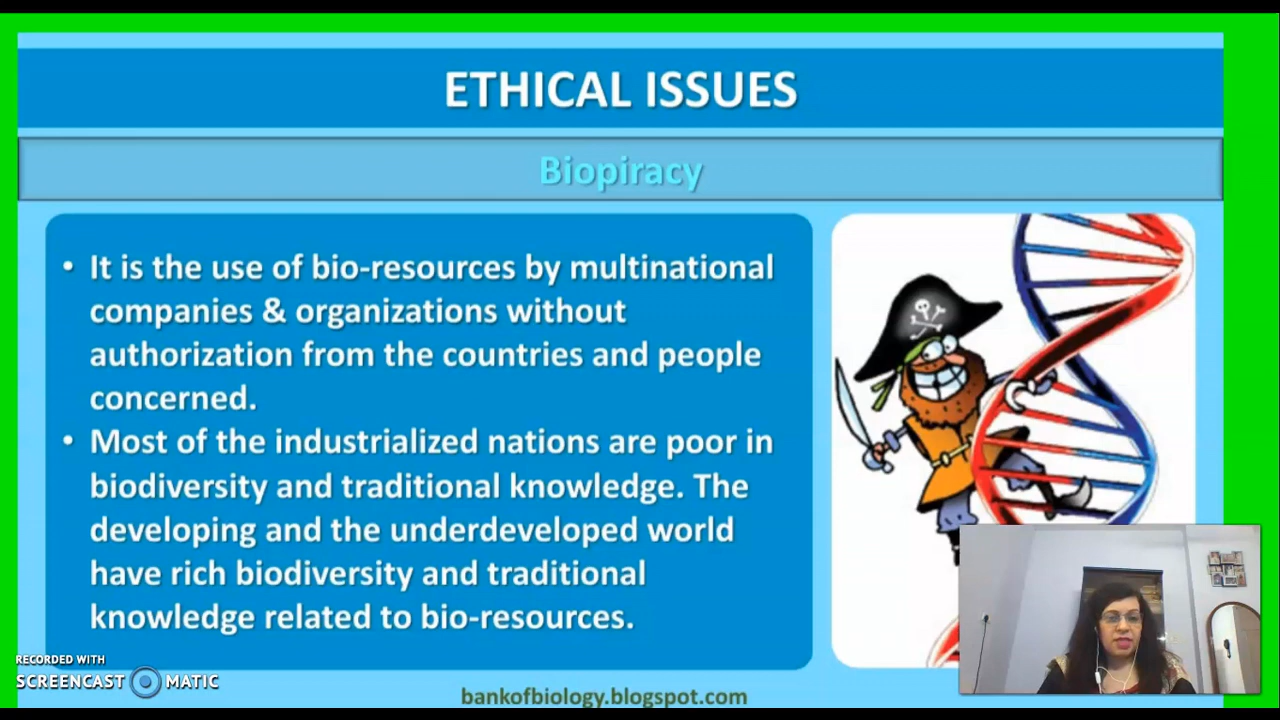 ETHICAL ISSUES
Biopiracy
• It is the use of bio-resources by multinational
companies & organizations without
authorization from the countries and people
concerned.
• Most of the industrialized nations are poor in
biodiversity and traditional knowledge. The
developing and the underdeveloped world
have rich biodiversity and traditional
knowledge related to bio-resources.
RECORDED WITH
SCREENCAST MATIC
bankofbiology.blogspot.com